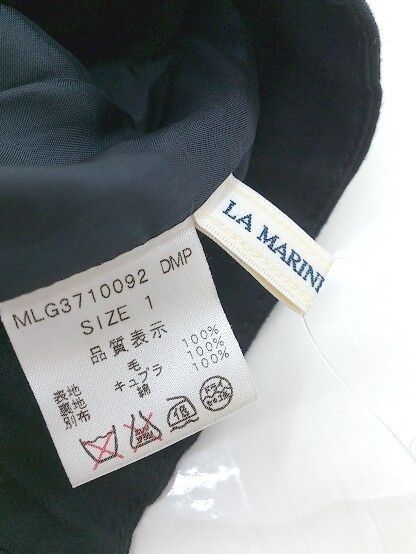 LA MARIN
MLG3710092 DMP
SIZE 1
品質表示
表地 毛 100%
裏地 キュプラ 100%
別布 綿 100%